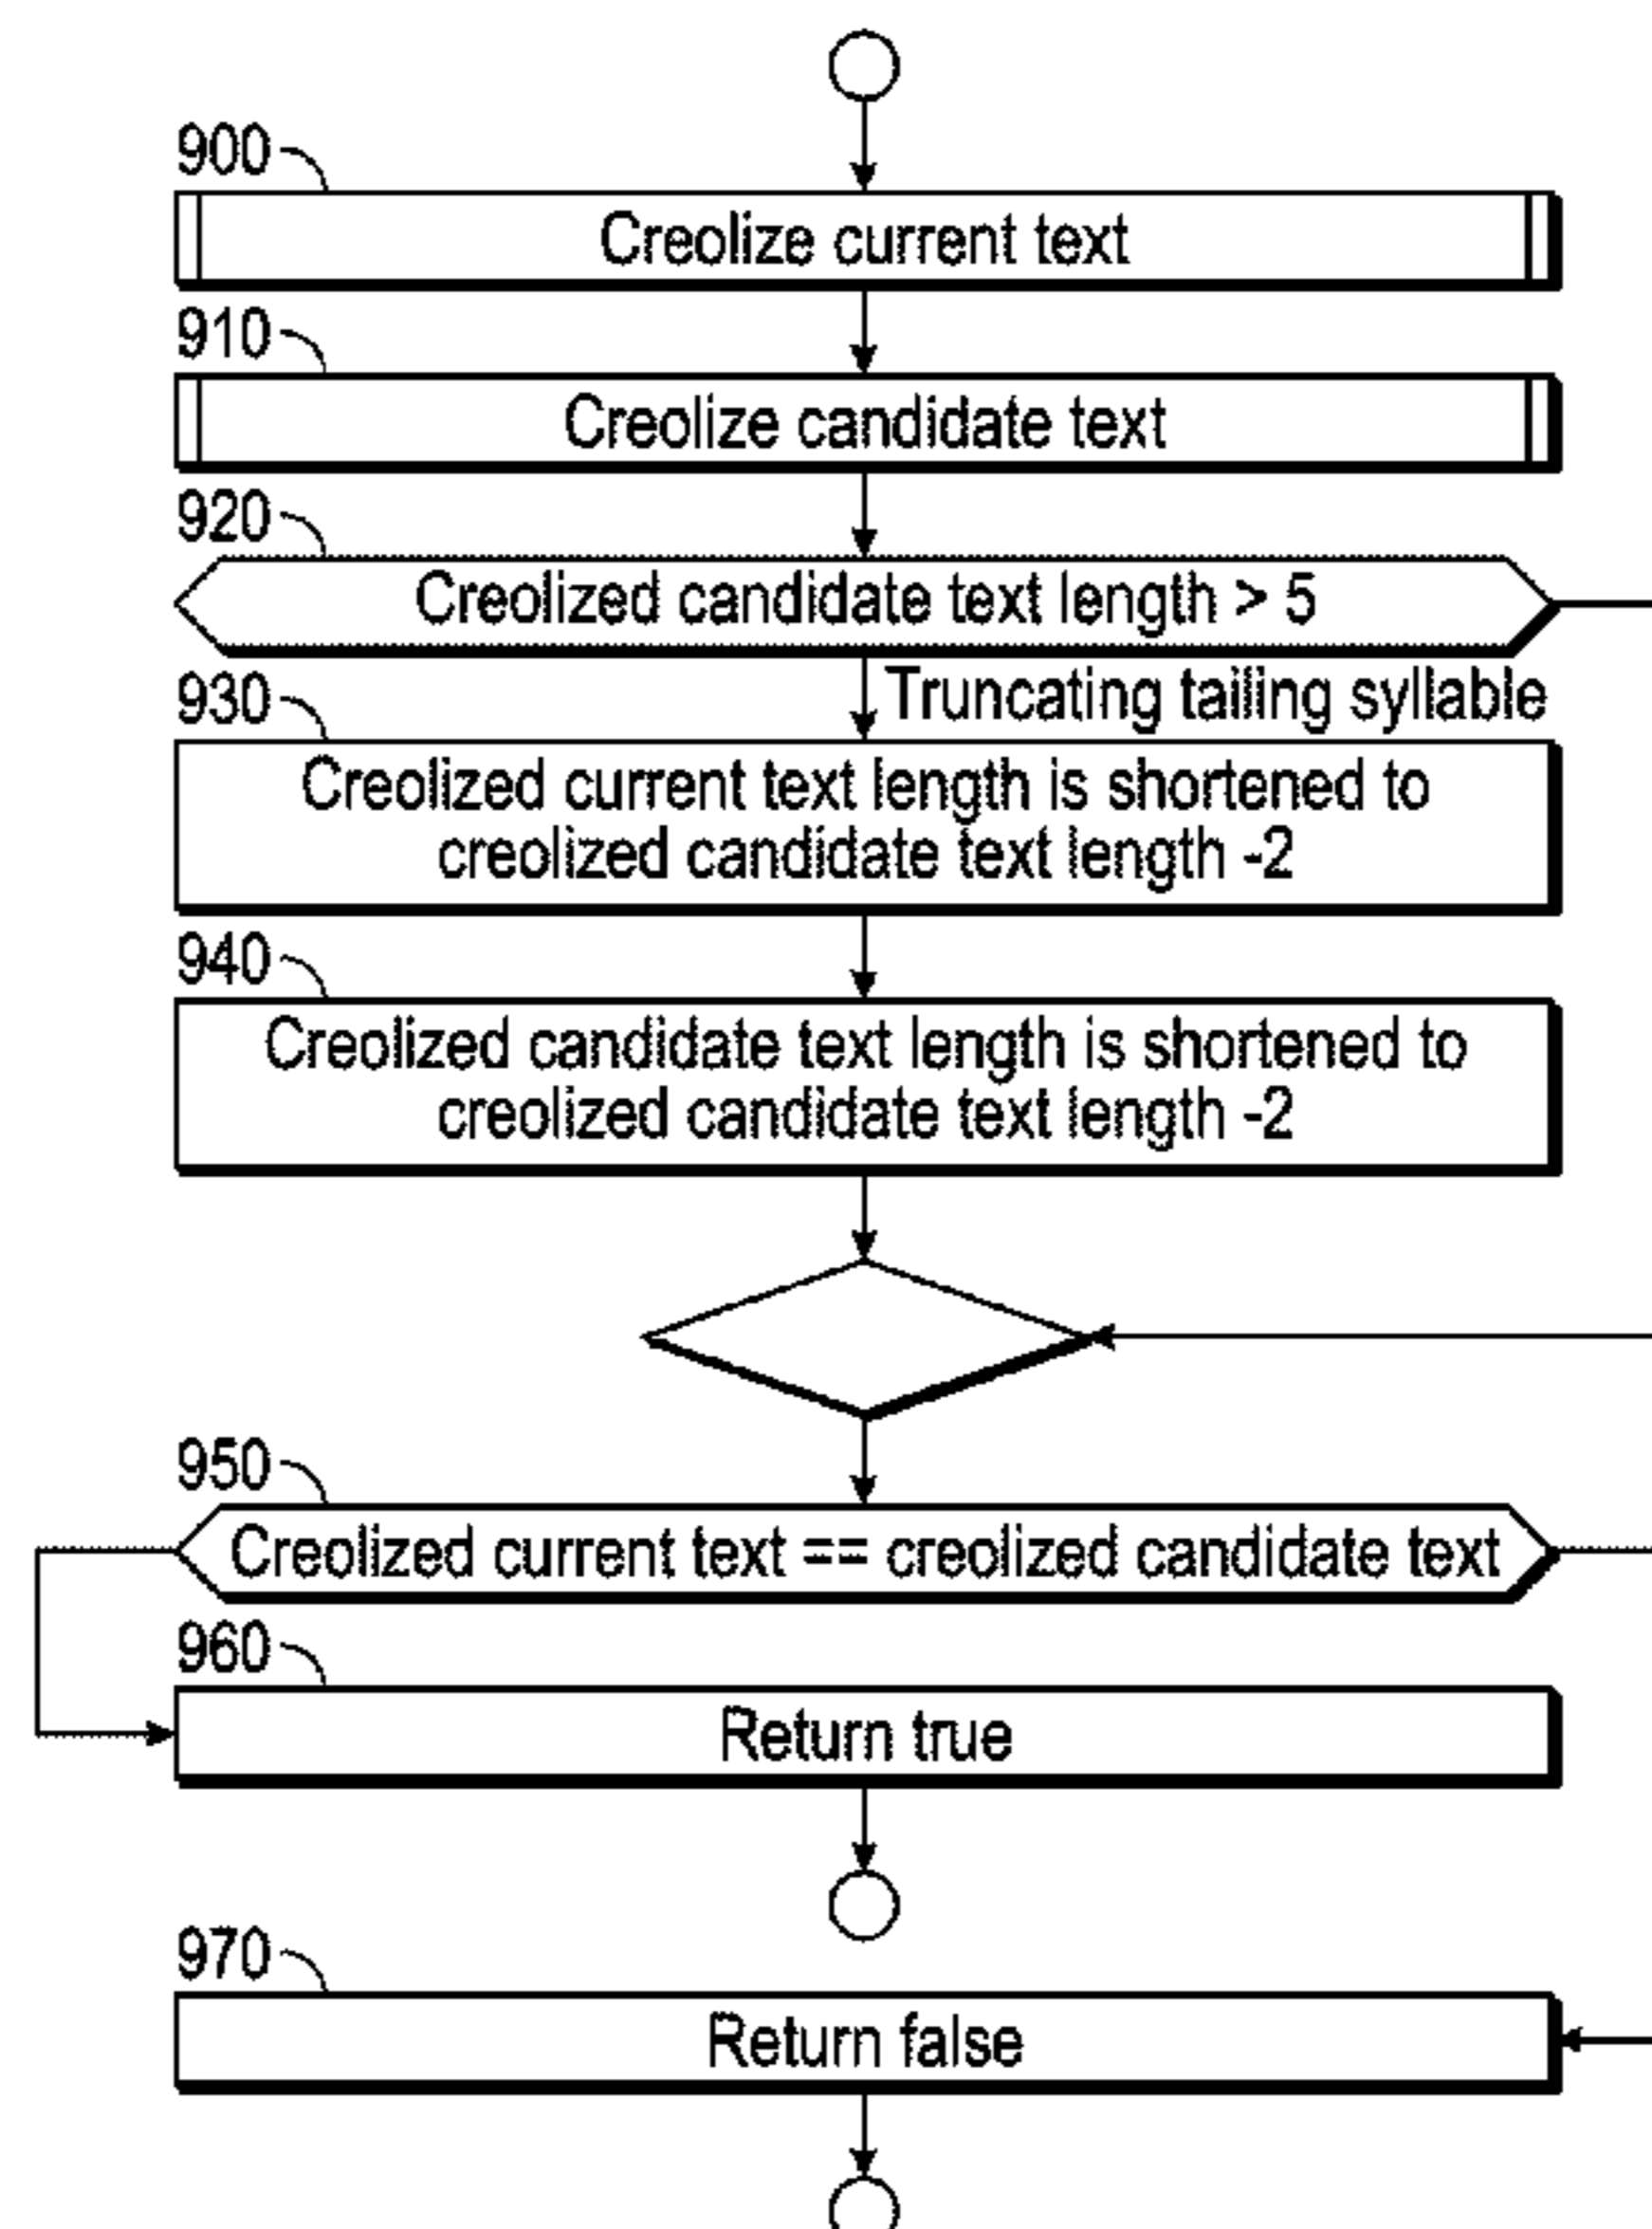 900
Creolize current text
910
Creolize candidate text
920
Creolized candidate text length > 5
Truncating tailing syllable
930
Creolized current text length is shortened to
creolized candidate text length -2
940
Creolized candidate text length is shortened to
creolized candidate text length -2
950
Creolized current text == creolized candidate text
960
Return true
970
Return false